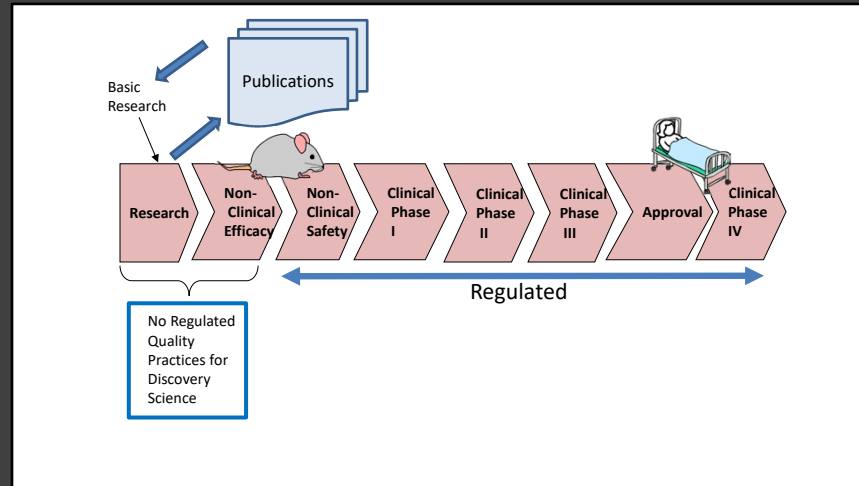 Publications
Basic
Research
Research
Non-
Clinical
Efficacy
Non-
Clinical
Safety
Clinical
Phase
I
Clinical
Phase
II
Clinical
Phase
III
Approval
Clinical
Phase
IV
Regulated
No Regulated
Quality
Practices for
Discovery
Science